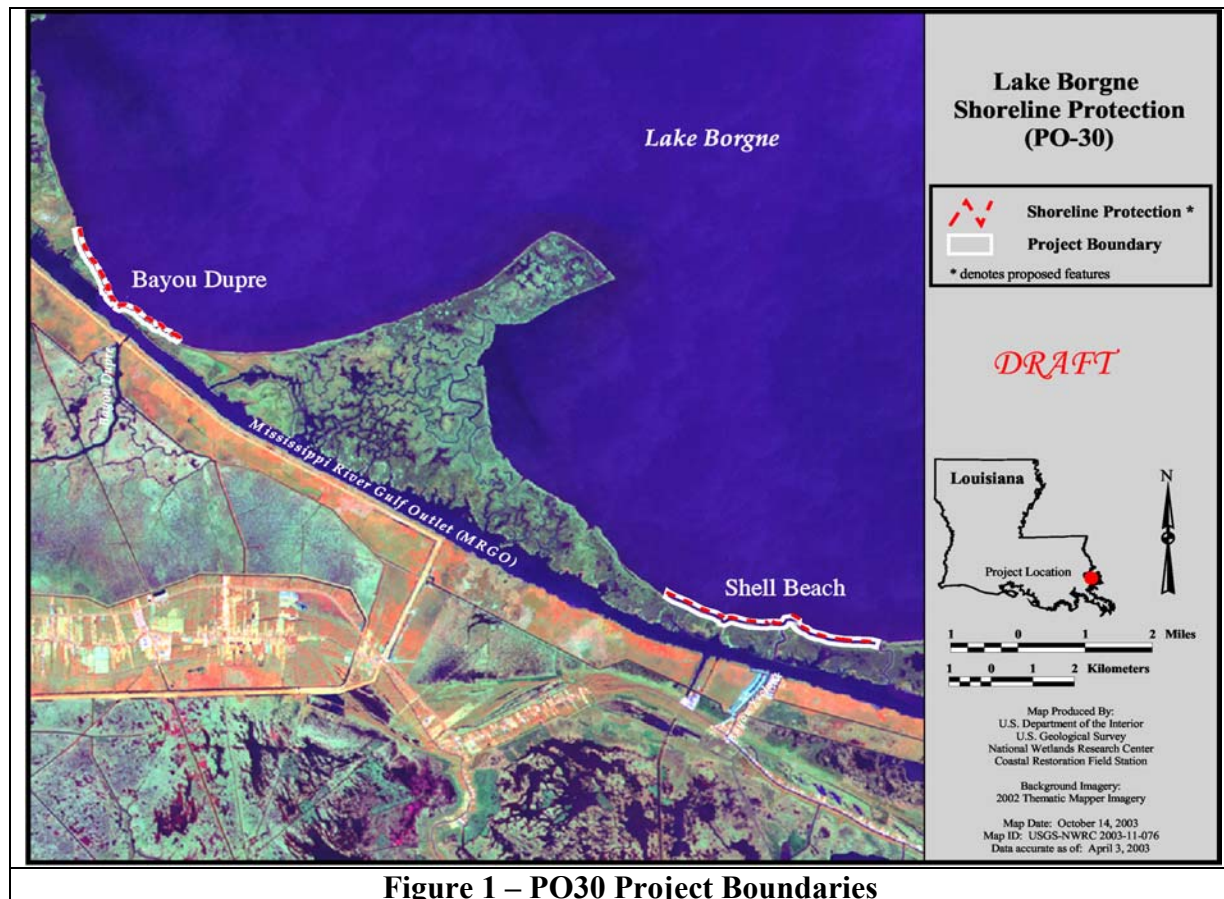 Lake Borgne
Bayou Dupre
Bayou Dupre
Mississippi River Gulf Outlet (MRGO)
Shell Beach
Lake Borgne
Shoreline Protection
(PO-30)
Shoreline Protection *
Project Boundary
* denotes proposed features
DRAFT
Louisiana
N
Project Location
1 0 1 2 Miles
1 0 1 2 Kilometers
Map Produced By:
U.S. Department of the Interior
U.S. Geological Survey
National Wetlands Research Center
Coastal Restoration Field Station
Background Imagery:
2002 Thematic Mapper Imagery
Map Date: October 14, 2003
Map ID: USGS-NWRC 2003-11-076
Data accurate as of: April 3, 2003
Figure 1 – PO30 Project Boundaries